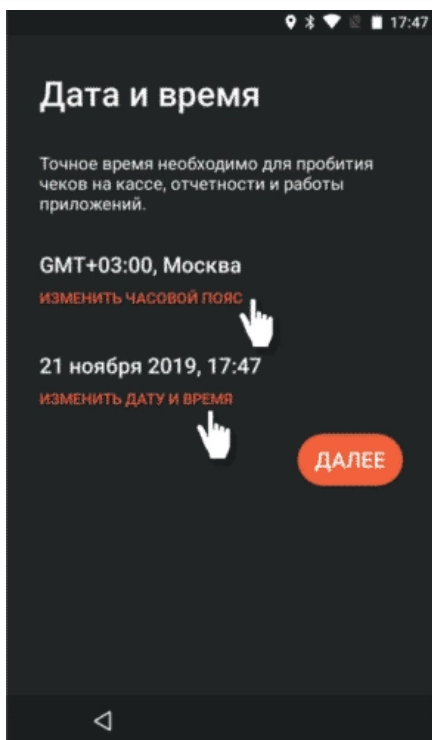 17:47
Дата и время
Точное время необходимо для пробития
чеков на кассе, отчетности и работы
приложений.
GMT+03:00, Москва
ИЗМЕНИТЬ ЧАСОВОЙ ПОЯС
21 ноября 2019, 17:47
ИЗМЕНИТЬ ДАТУ И ВРЕМЯ
ДАЛЕЕ